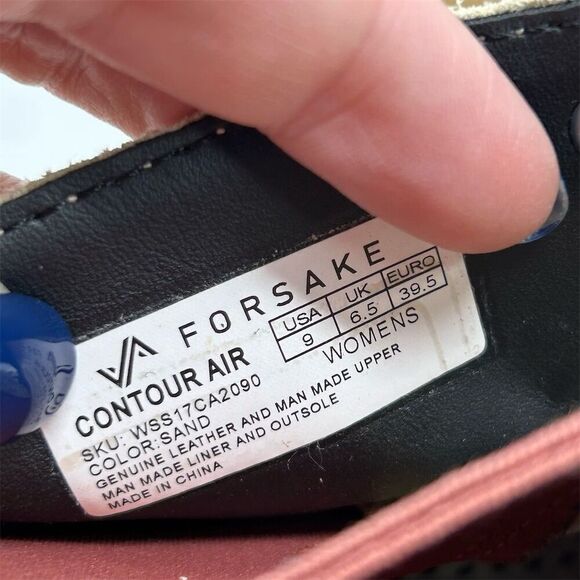 FORSAKE
CONTOUR AIR
USA UK EURO
9 6.5 39.5
WOMENS
SKU: WSS17CA2090
COLOR: SAND
GENUINE LEATHER AND MAN MADE UPPER
MAN MADE LINER AND OUTSOLE
MADE IN CHINA